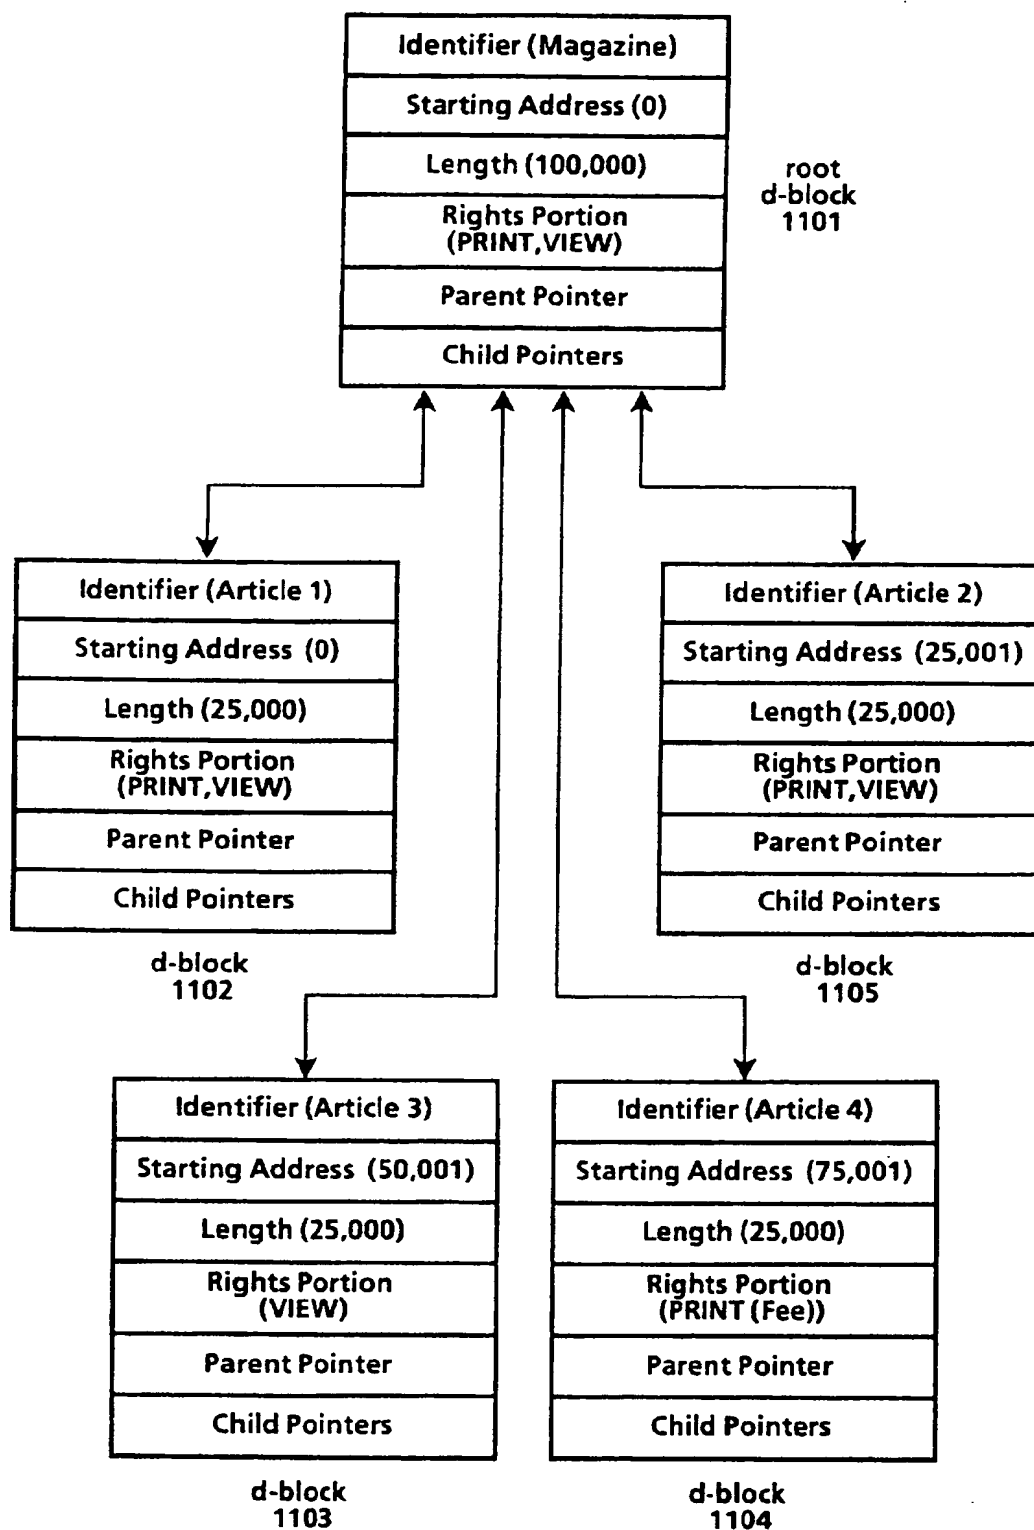 Identifier (Magazine)
Starting Address (0)
Length (100,000)
Rights Portion
(PRINT,VIEW)
Parent Pointer
Child Pointers
root
d-block
1101
Identifier (Article 1)
Starting Address (0)
Length (25,000)
Rights Portion
(PRINT,VIEW)
Parent Pointer
Child Pointers
d-block
1102
Identifier (Article 2)
Starting Address (25,001)
Length (25,000)
Rights Portion
(PRINT,VIEW)
Parent Pointer
Child Pointers
d-block
1105
Identifier (Article 3)
Starting Address (50,001)
Length (25,000)
Rights Portion
(VIEW)
Parent Pointer
Child Pointers
d-block
1103
Identifier (Article 4)
Starting Address (75,001)
Length (25,000)
Rights Portion
(PRINT (Fee))
Parent Pointer
Child Pointers
d-block
1104